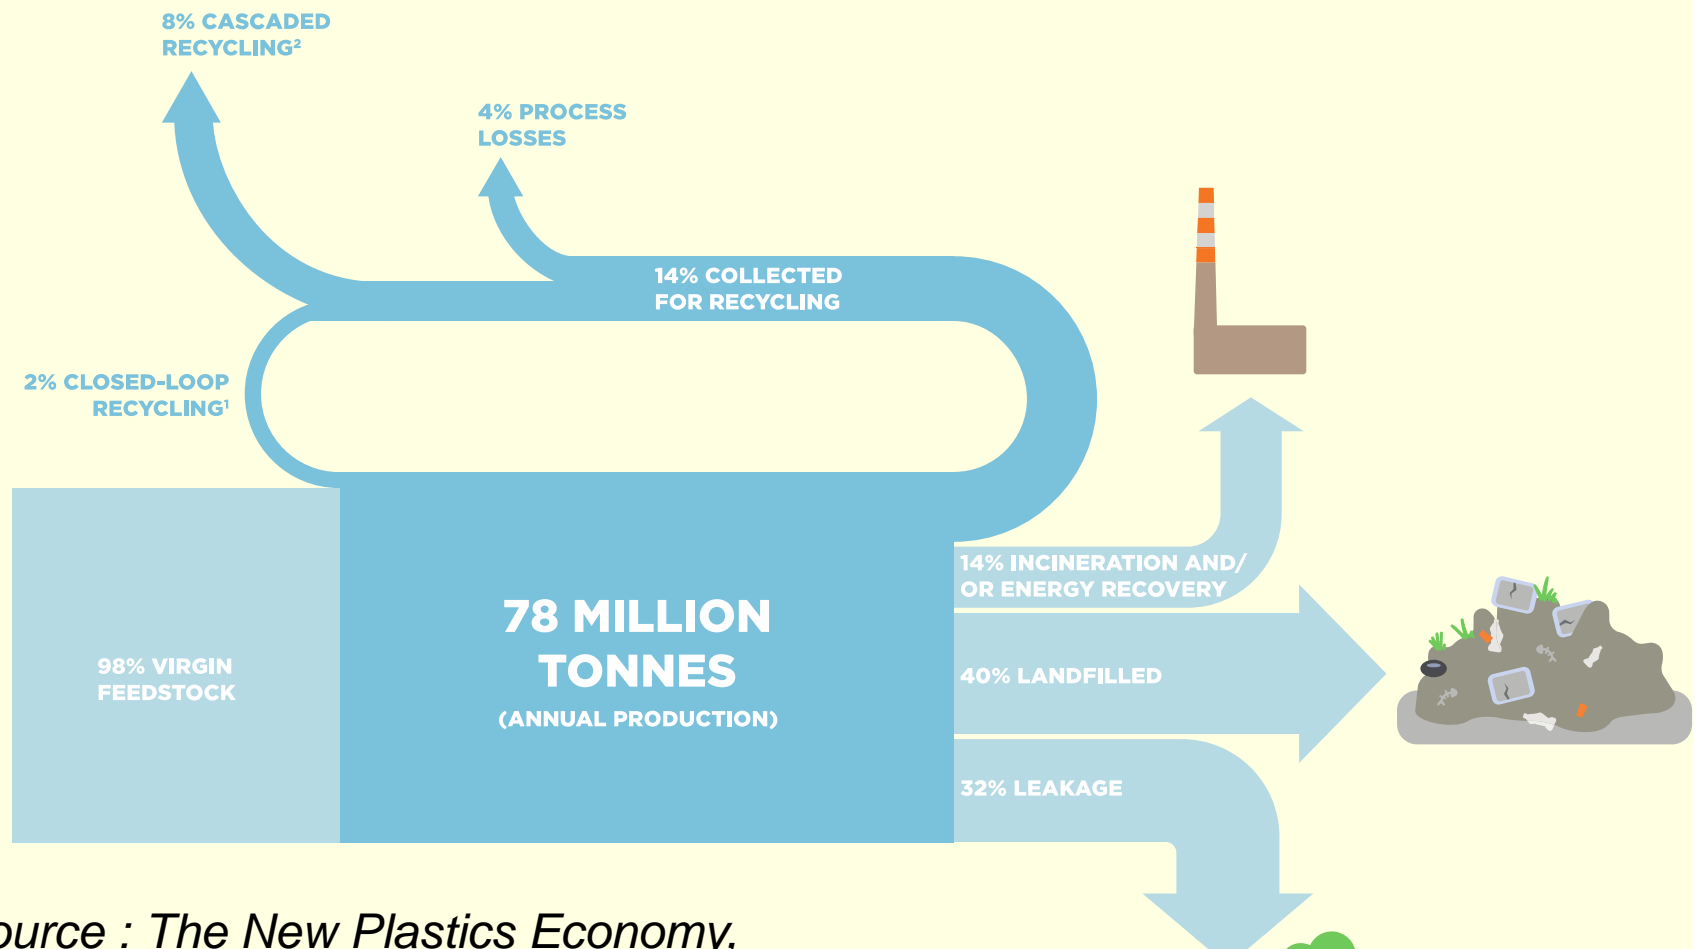 8% CASCADED
RECYCLING²
4% PROCESS
LOSSES
14% COLLECTED
FOR RECYCLING
2% CLOSED-LOOP
RECYCLING¹
14% INCINERATION AND/
OR ENERGY RECOVERY
78 MILLION
TONNES
(ANNUAL PRODUCTION)
98% VIRGIN
FEEDSTOCK
40% LANDFILLED
32% LEAKAGE
ource : The New Plastics Economy,